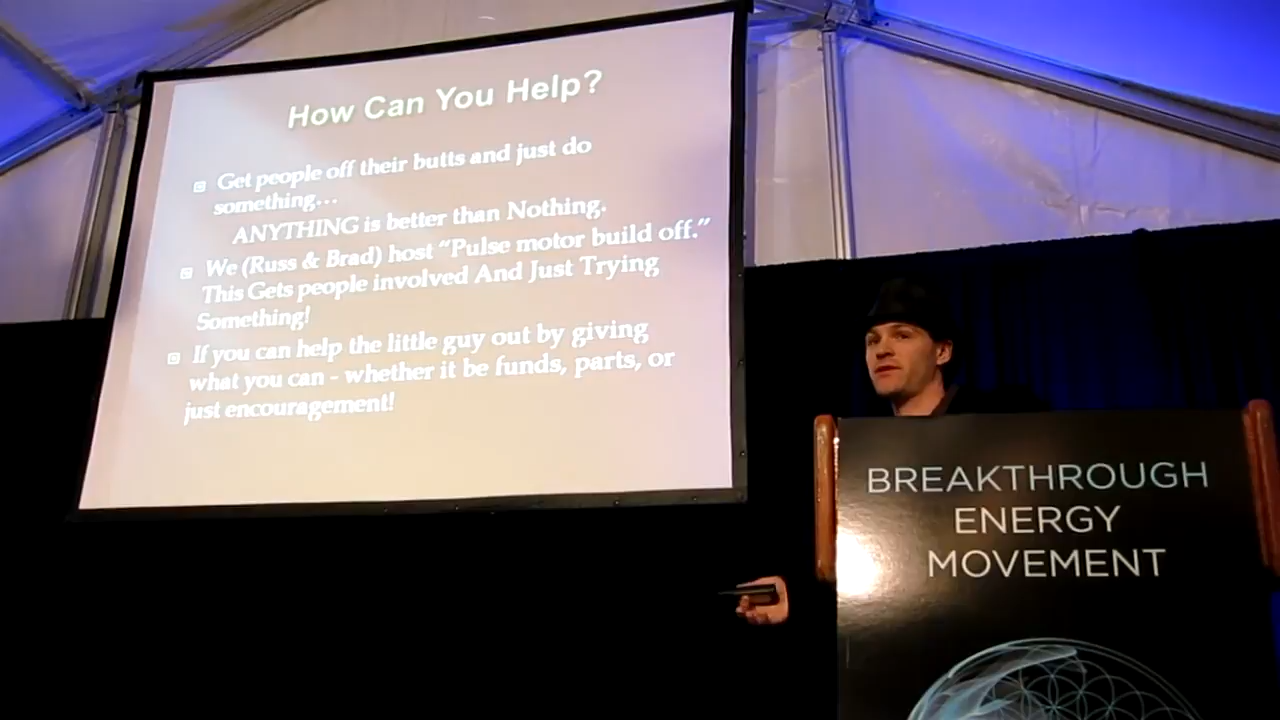 How Can You Help?
Get people off their butts and just do
something...
ANYTHING is better than Nothing.
We (Russ & Brad) host “Pulse motor build off.”
This Gets people involved And Just Trying
Something!
If you can help the little guy out by giving
what you can - whether it be funds, parts, or
just encouragement!
BREAKTHROUGH
ENERGY
MOVEMENT